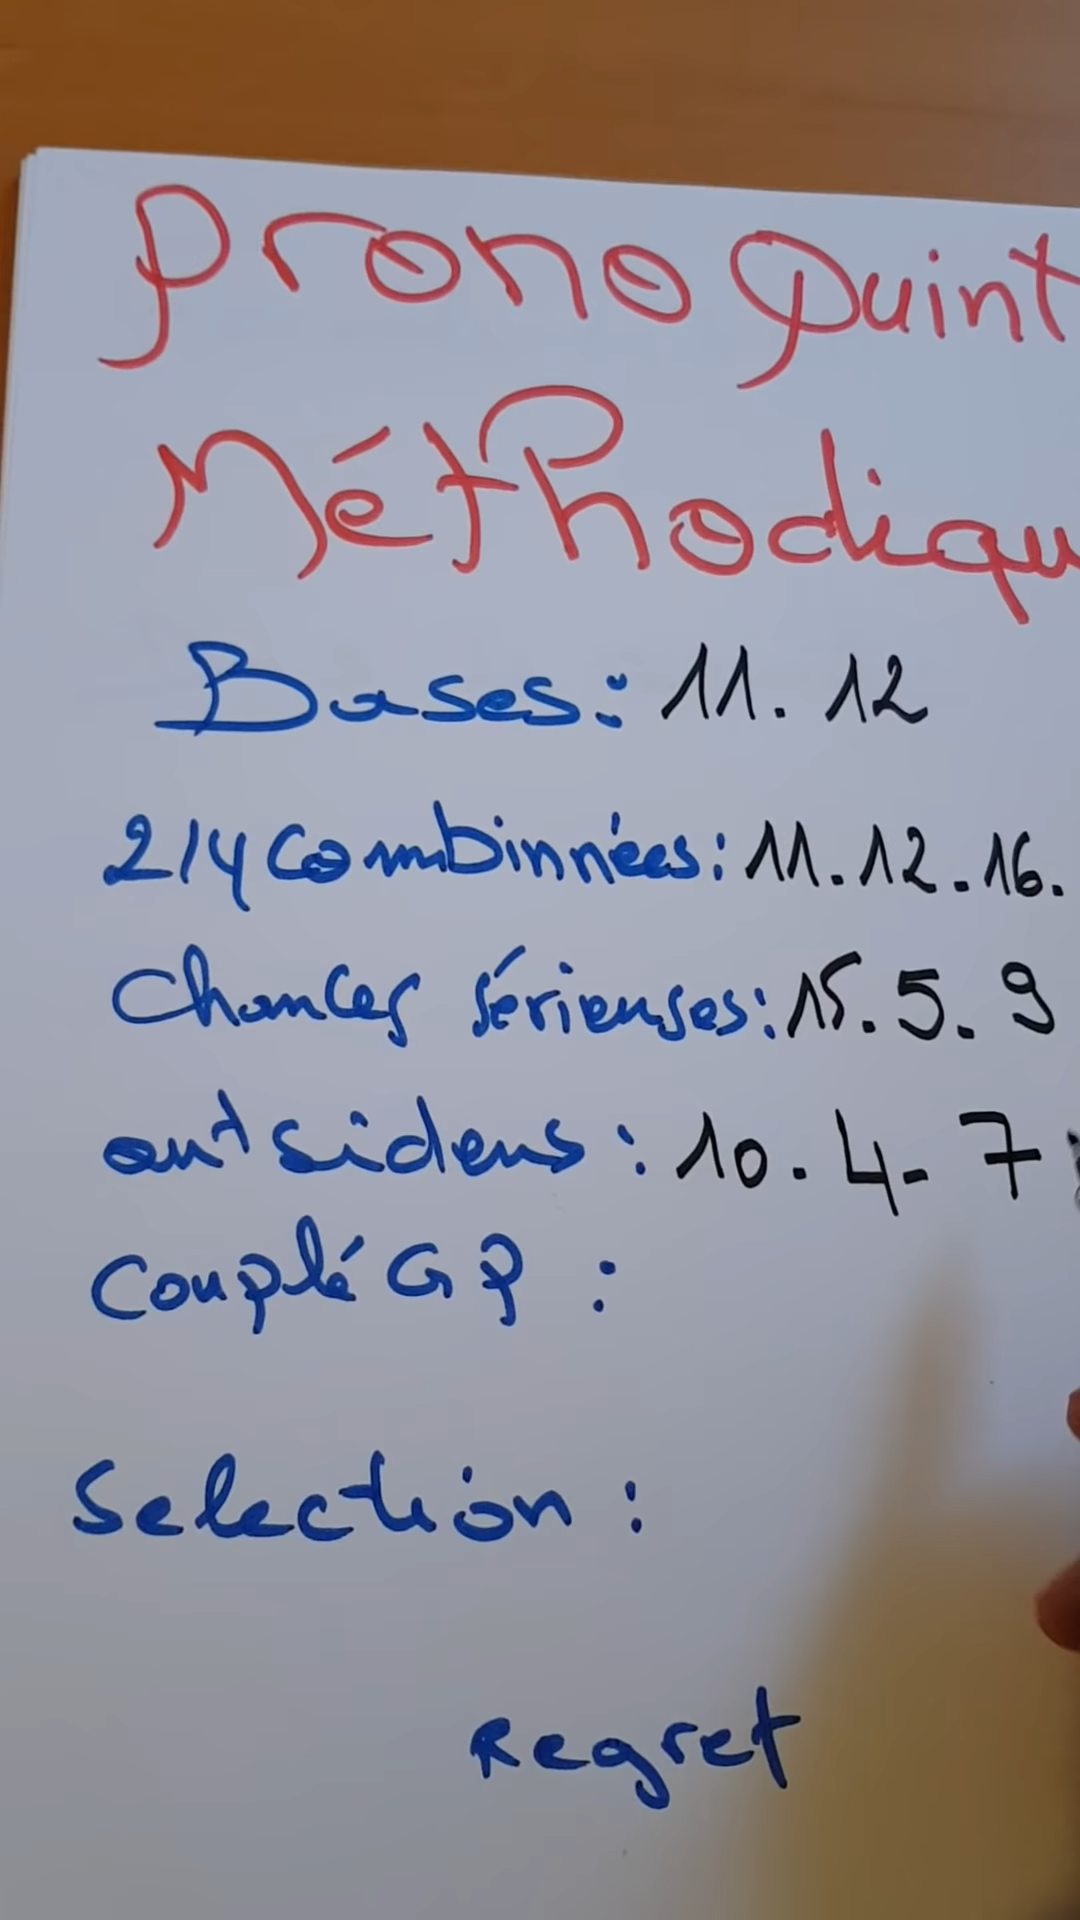 Prono Quint
Méthodiqu
Bases: 11. 12
2/4 Combinnées: 11. 12. 16.
Chances sérieuses: 15. 5. 9
outsiders: 10. 4. 7
Couplé GP:
Selection:
Regret